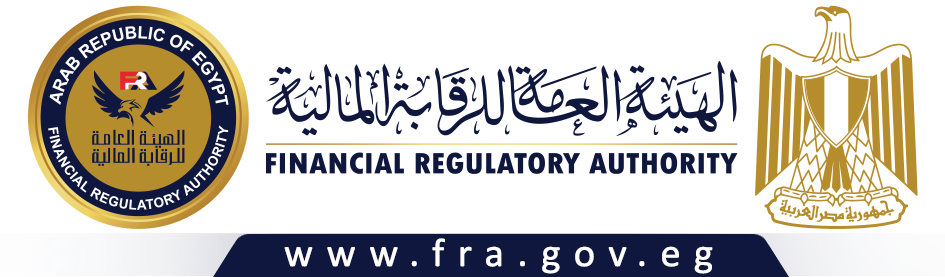 ARAB REPUBLIC OF EGYPT
FR
الهيئة العامة
للرقابة المالية
FINANCIAL REGULATORY AUTHORITY
الهيئة العامة للرقابة المالية
FINANCIAL REGULATORY AUTHORITY
جمهورية مصر العربية
www.fra.gov.eg